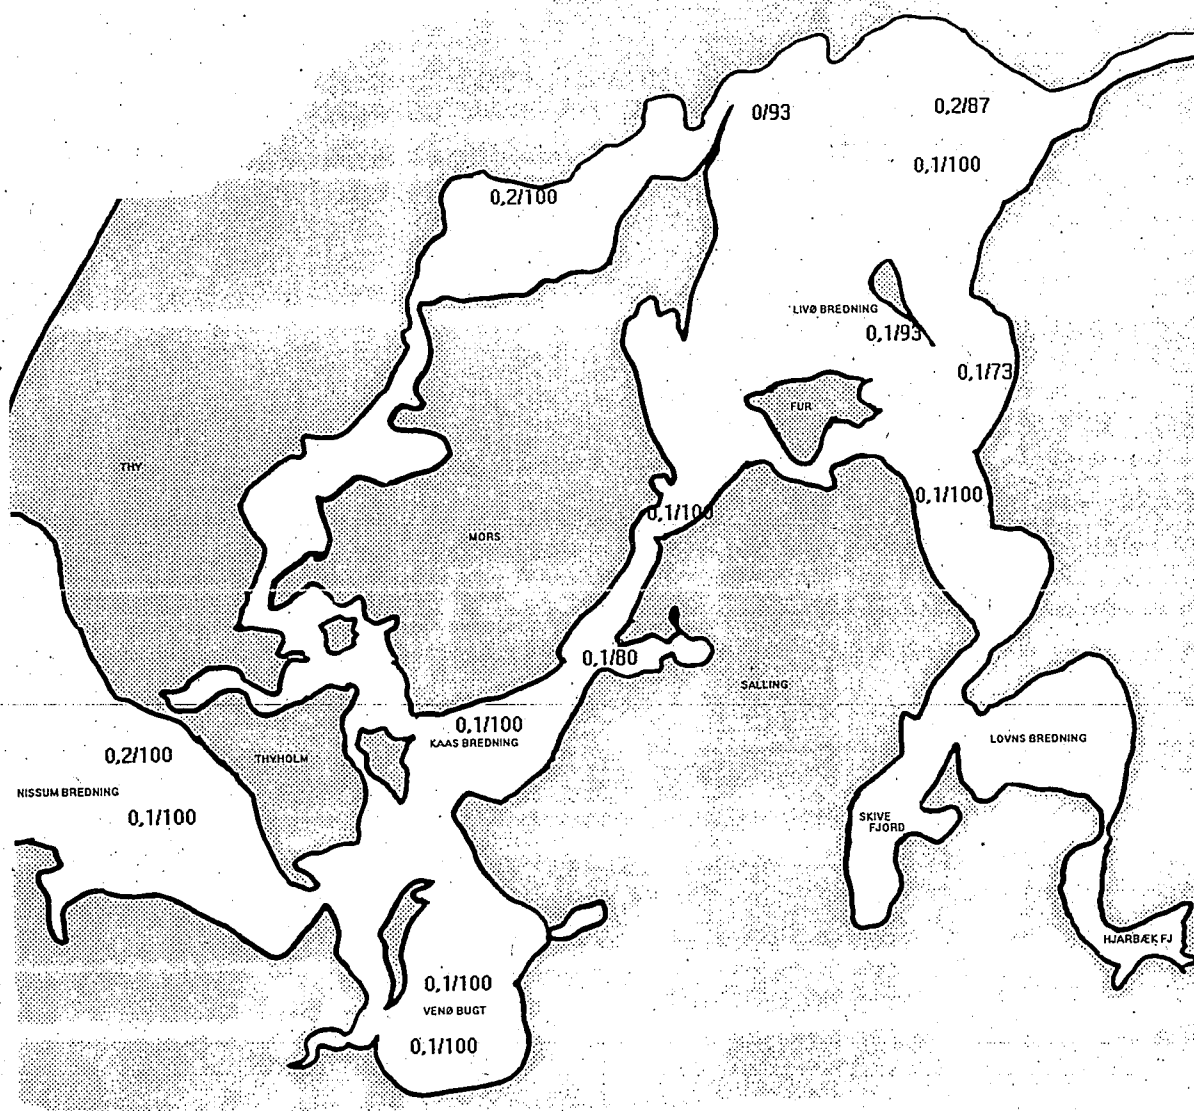 0/93
0,2/87
0,1/100
0,2/100
LIVØ BREDNING
0,1/93
0,1/73
FUR
THY
0,1/100
0,1/100
MORS
0,1/80
SALLING
0,1/100
KAAS BREDNING
LOVNS BREDNING
0,2/100
THYHOLM
NISSUM BREDNING
0,1/100
SKIVE
FJORD
HJARBÆK FJ
0,1/100
VENØ BUGT
0,1/100